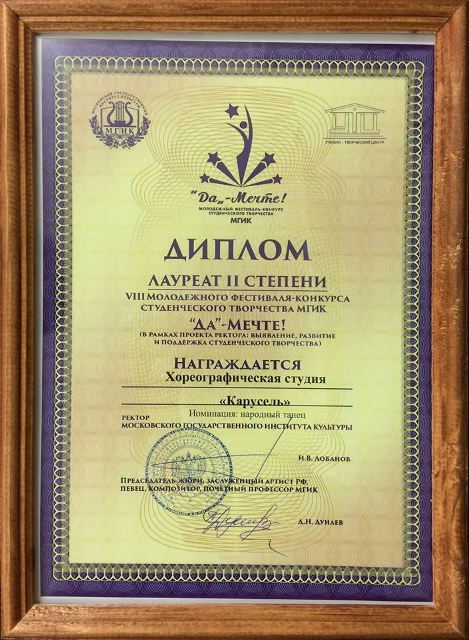 МГИК
УЧЕБНО - ТВОРЧЕСКИЙ ЦЕНТР
"Да„-Мечте!
МОЛОДЕЖНЫЙ ФЕСТИВАЛЬ-КОНКУРС
СТУДЕНЧЕСКОГО ТВОРЧЕСТВА
МГИК
ДИПЛОМ
ЛАУРЕАТ II СТЕПЕНИ
VIII МОЛОДЕЖНОГО ФЕСТИВАЛЯ-КОНКУРСА
СТУДЕНЧЕСКОГО ТВОРЧЕСТВА МГИК
"ДА"-МЕЧТЕ!
(В РАМКАХ ПРОЕКТА РЕКТОРА: ВЫЯВЛЕНИЕ, РАЗВИТИЕ
И ПОДДЕРЖКА СТУДЕНЧЕСКОГО ТВОРЧЕСТВА)
НАГРАЖДАЕТСЯ
Хореографическая студия
«Карусель»
Номинация: народный танец
РЕКТОР
МОСКОВСКОГО ГОСУДАРСТВЕННОГО ИНСТИТУТА КУЛЬТУРЫ
И.В. ЛОБАНОВ
ПРЕДСЕДАТЕЛЬ ЖЮРИ, ЗАСЛУЖЕННЫЙ АРТИСТ РФ,
ПЕВЕЦ, КОМПОЗИТОР, ПОЧЕТНЫЙ ПРОФЕССОР МГИК
Д.Н. ДУНАЕВ